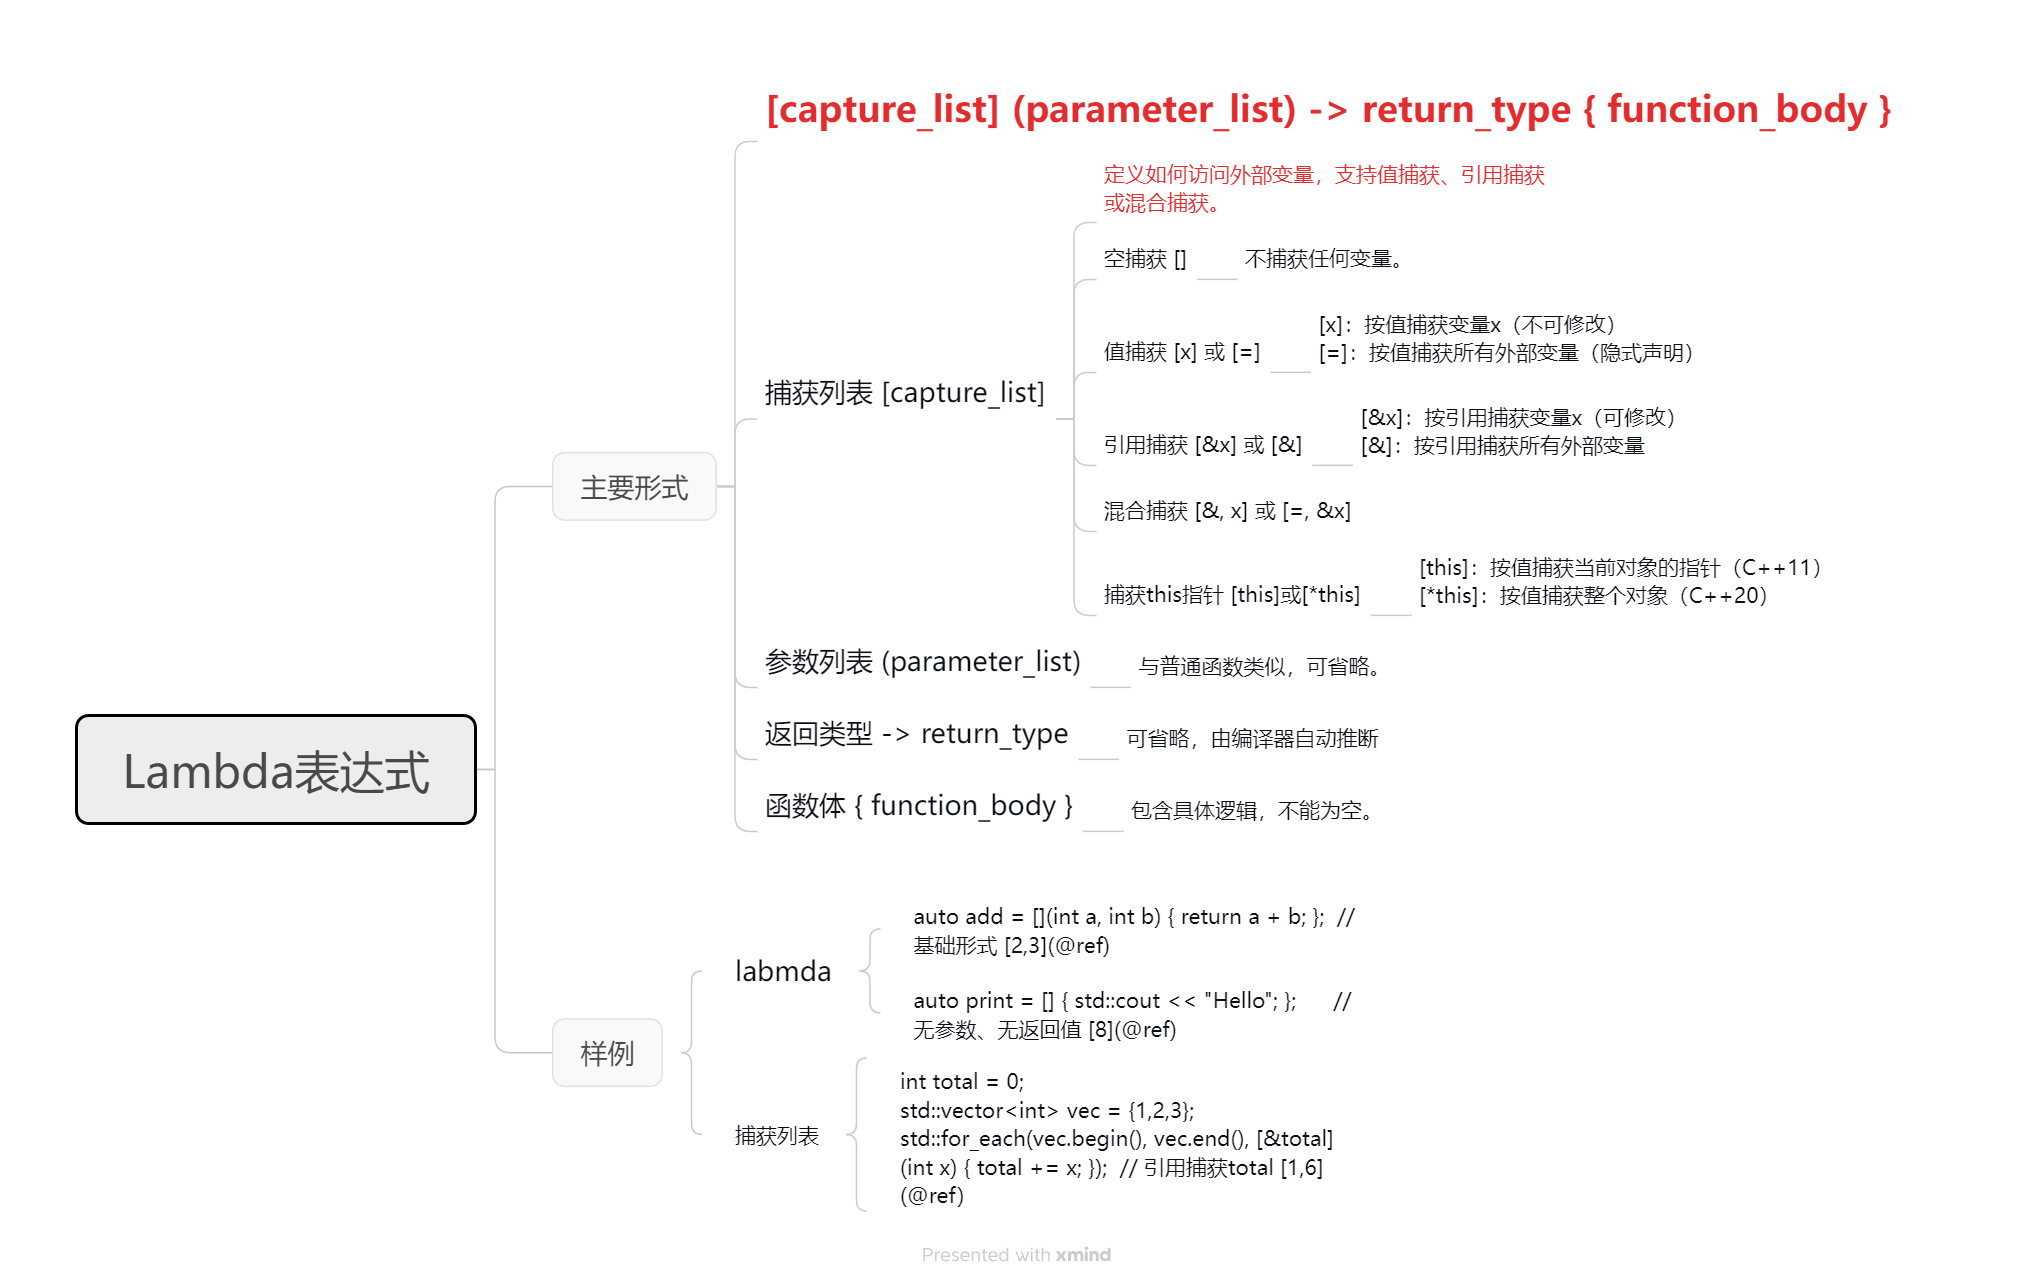 [capture_list] (parameter_list) -> return_type { function_body }
定义如何访问外部变量，支持值捕获、引用捕获
或混合捕获。
空捕获 []
不捕获任何变量。
值捕获 [x] 或 [=]
[x]：按值捕获变量x（不可修改）
[=]：按值捕获所有外部变量（隐式声明）
捕获列表 [capture_list]
引用捕获 [&x] 或 [&]
[&x]：按引用捕获变量x（可修改）
[&]：按引用捕获所有外部变量
主要形式
混合捕获 [&, x] 或 [=, &x]
捕获this指针 [this]或[*this]
[this]：按值捕获当前对象的指针（C++11）
[*this]：按值捕获整个对象（C++20）
参数列表 (parameter_list)
与普通函数类似，可省略。
返回类型 -> return_type
可省略，由编译器自动推断
Lambda表达式
函数体 { function_body }
包含具体逻辑，不能为空。
labmda
auto add = [](int a, int b) { return a + b; };  //
基础形式 [2,3](@ref)
auto print = [] { std::cout << "Hello"; };      //
无参数、无返回值 [8](@ref)
样例
捕获列表
int total = 0;
std::vector<int> vec = {1,2,3};
std::for_each(vec.begin(), vec.end(), [&total]
(int x) { total += x; });  // 引用捕获total [1,6]
(@ref)
Presented with xmind